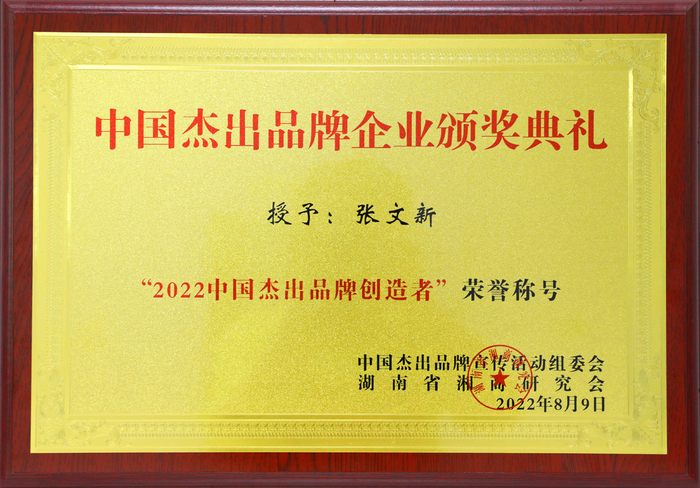 中国杰出品牌企业颁奖典礼
授予：张文新
“2022中国杰出品牌创造者”荣誉称号
中国杰出品牌宣传活动组委会
湖南省湘商研究会
2022年8月9日